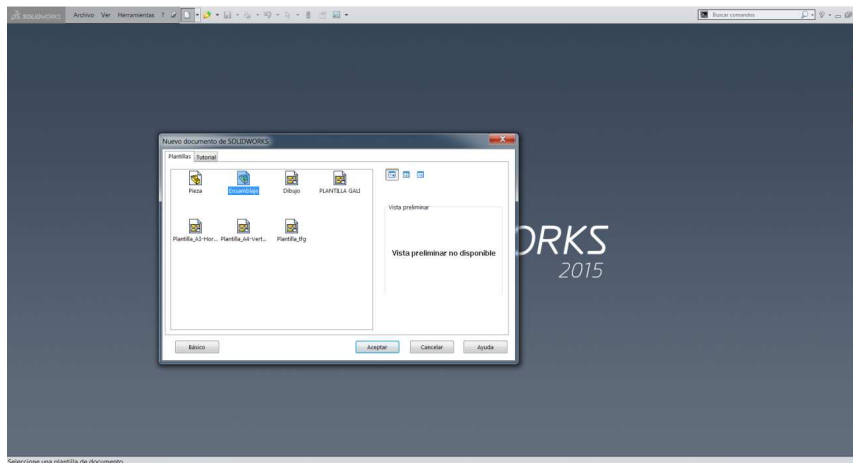 SOLIDWORKS Archivo Ver Herramientas ? Buscar comandos
Nuevo documento de SOLIDWORKS
Plantillas Tutorial
Pieza Ensamblaje Dibujo PLANTILLA GALI
Vista preliminar
Plantilla_A3-Hor... Plantilla_A4-Vert... Plantilla_tfg
Vista preliminar no disponible
ORKS
2015
Básico Aceptar Cancelar Ayuda
Seleccione una plantilla de documento